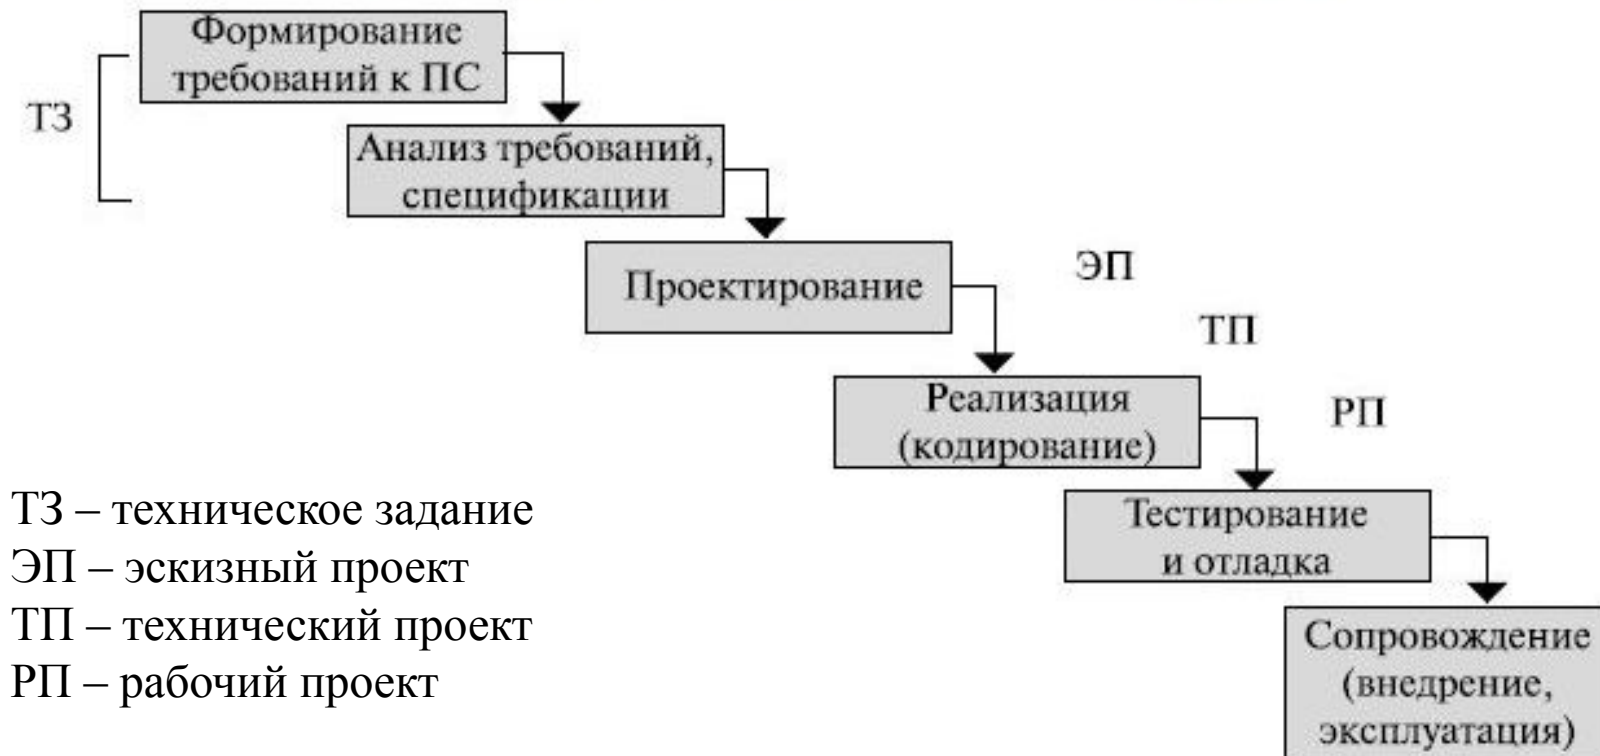 Формирование
требований к ПС
ТЗ
Анализ требований,
спецификации
Проектирование
ЭП
ТП
Реализация
(кодирование)
РП
Тестирование
и отладка
Сопровождение
(внедрение,
эксплуатация)
ТЗ – техническое задание
ЭП – эскизный проект
ТП – технический проект
РП – рабочий проект